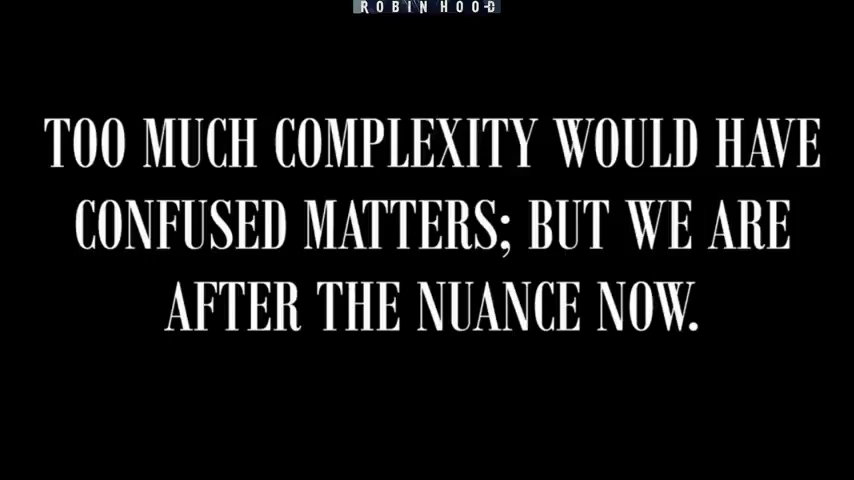 ROBIN HOOD
TOO MUCH COMPLEXITY WOULD HAVE
CONFUSED MATTERS; BUT WE ARE
AFTER THE NUANCE NOW.